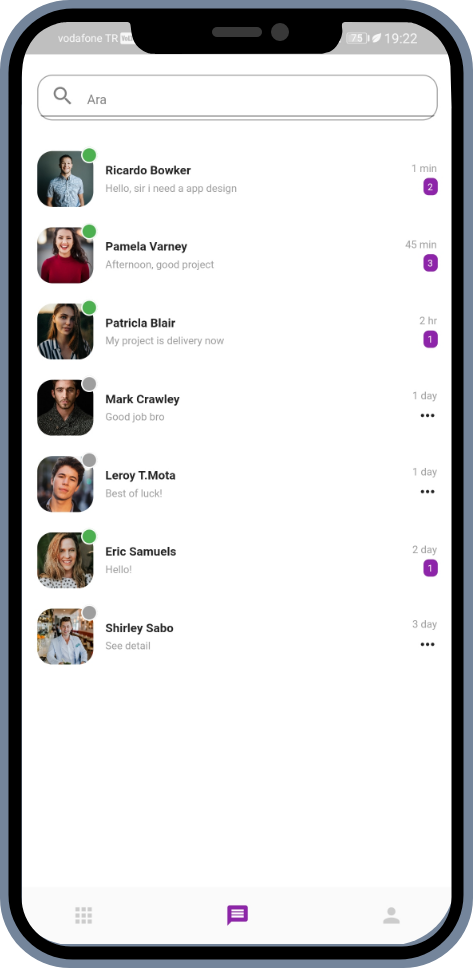 vodafone TR
75
19:22
Ara
Ricardo Bowker
1 min
Hello, sir i need a app design
2
Pamela Varney
45 min
Afternoon, good project
3
Patricla Blair
2 hr
My project is delivery now
1
Mark Crawley
1 day
Good job bro
Leroy T.Mota
1 day
Best of luck!
Eric Samuels
2 day
Hello!
1
Shirley Sabo
3 day
See detail